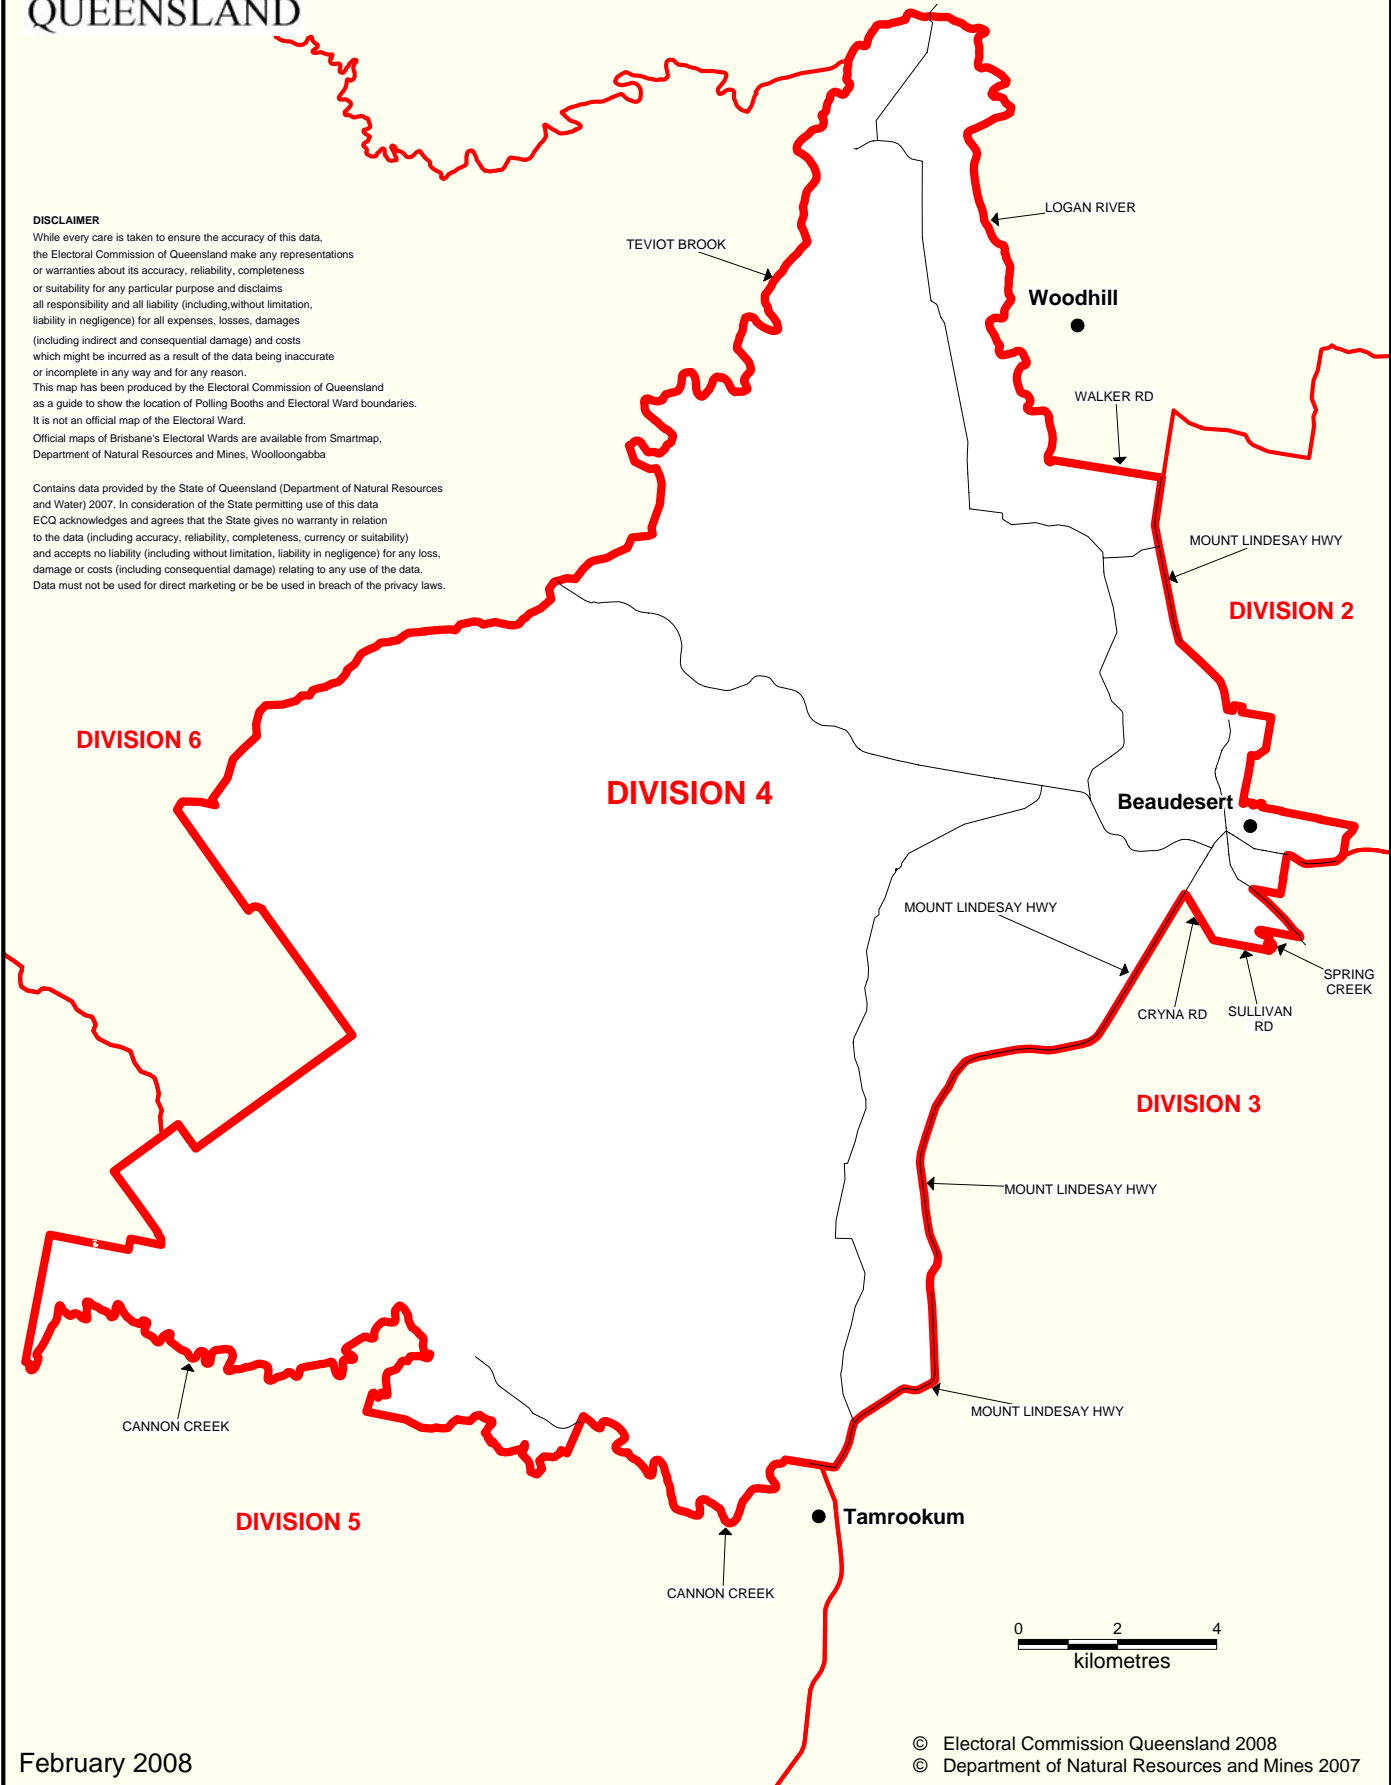 QUEENSLAND
DISCLAIMER
While every care is taken to ensure the accuracy of this data,
the Electoral Commission of Queensland make any representations
or warranties about its accuracy, reliability, completeness
or suitability for any particular purpose and disclaims
all responsibility and all liability (including,without limitation,
liability in negligence) for all expenses, losses, damages
(including indirect and consequential damage) and costs
which might be incurred as a result of the data being inaccurate
or incomplete in any way and for any reason.
This map has been produced by the Electoral Commission of Queensland
as a guide to show the location of Polling Booths and Electoral Ward boundaries.
It is not an official map of the Electoral Ward.
Official maps of Brisbane's Electoral Wards are available from Smartmap,
Department of Natural Resources and Mines, Woolloongabba
Contains data provided by the State of Queensland (Department of Natural Resources
and Water) 2007. In consideration of the State permitting use of this data
ECQ acknowledges and agrees that the State gives no warranty in relation
to the data (including accuracy, reliability, completeness, currency or suitability)
and accepts no liability (including without limitation, liability in negligence) for any loss,
damage or costs (including consequential damage) relating to any use of the data.
Data must not be used for direct marketing or be be used in breach of the privacy laws.
LOGAN RIVER
TEVIOT BROOK
Woodhill
WALKER RD
MOUNT LINDESAY HWY
DIVISION 2
DIVISION 6
DIVISION 4
Beaudesert
MOUNT LINDESAY HWY
SPRING
CREEK
CRYNA RD
SULLIVAN
RD
DIVISION 3
MOUNT LINDESAY HWY
MOUNT LINDESAY HWY
CANNON CREEK
DIVISION 5
Tamrookum
CANNON CREEK
0 2 4
kilometres
February 2008
© Electoral Commission Queensland 2008
© Department of Natural Resources and Mines 2007